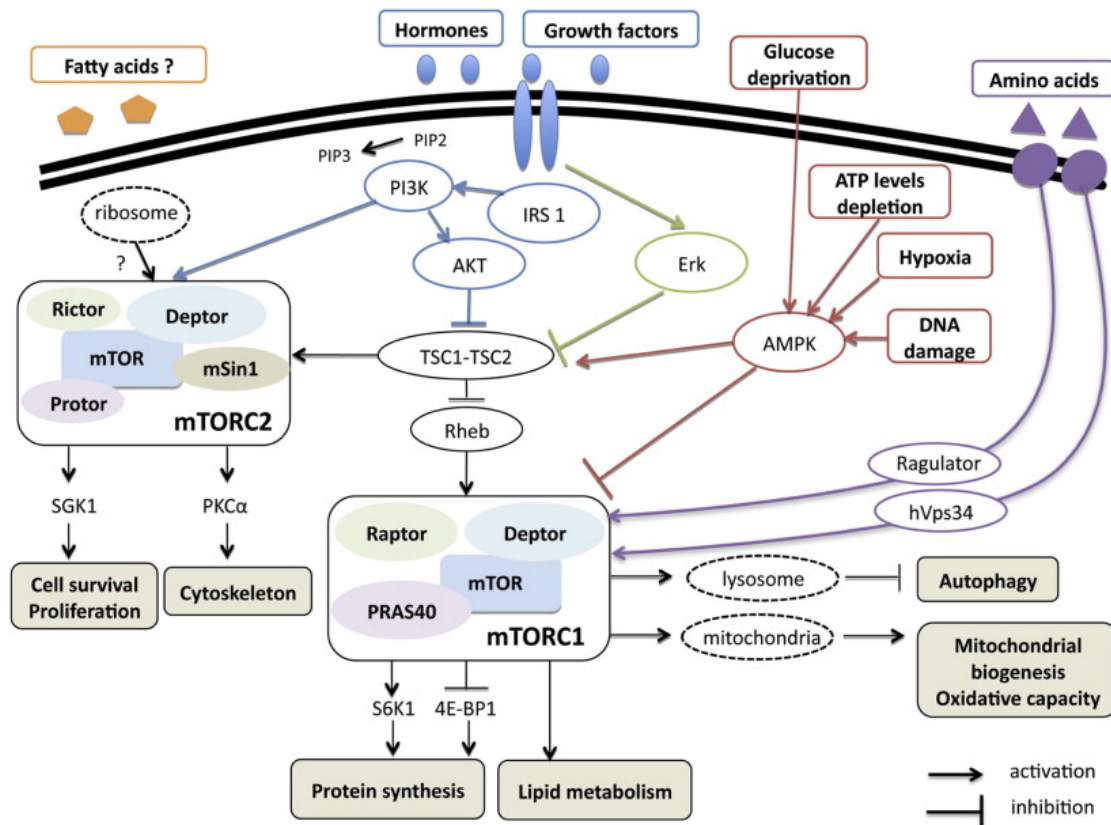 Hormones
Growth factors
Fatty acids ?
Glucose
deprivation
Amino acids
PIP3
PIP2
PI3K
IRS 1
ATP levels
depletion
ribosome
?
AKT
Erk
Hypoxia
Rictor
Deptor
mTOR
mSin1
Protor
mTORC2
TSC1-TSC2
AMPK
DNA
damage
Rheb
Ragulator
hVps34
SGK1
PKCα
Raptor
Deptor
mTOR
PRAS40
mTORC1
Cell survival
Proliferation
Cytoskeleton
lysosome
Autophagy
mitochondria
Mitochondrial
biogenesis
Oxidative capacity
S6K1
4E-BP1
Protein synthesis
Lipid metabolism
activation
inhibition